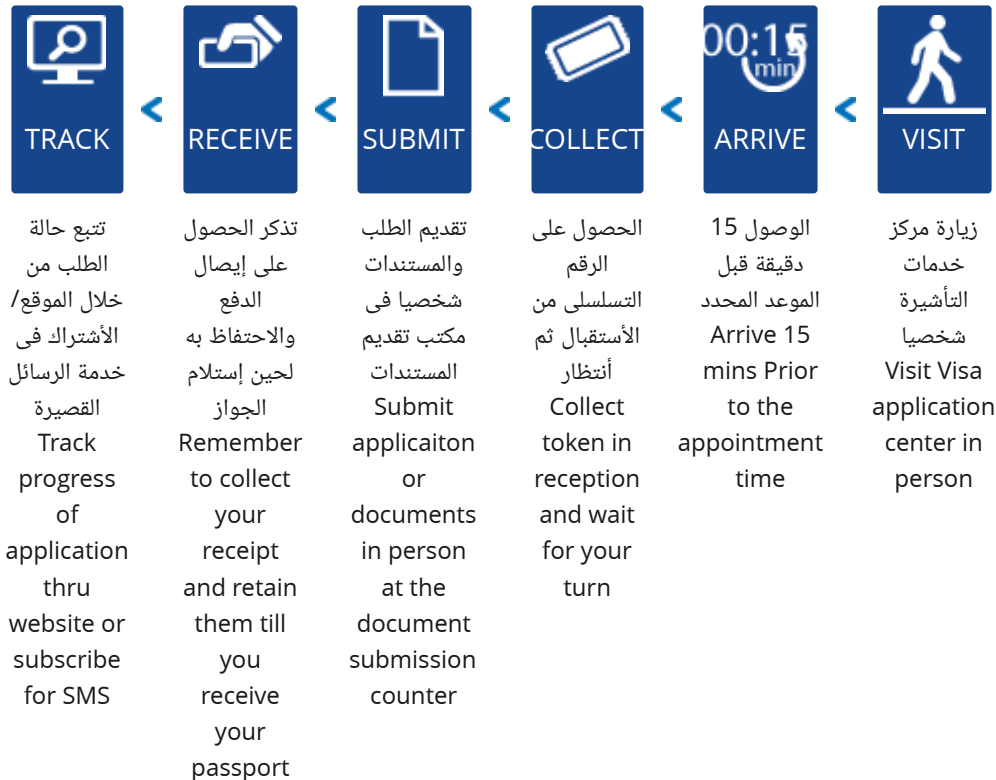 VISIT
زيارة مركز
خدمات
التأشيرة
شخصيا
Visit Visa
application
center in
person
00:15
min
ARRIVE
الوصول 15
دقيقة قبل
الموعد المحدد
Arrive 15
mins Prior
to the
appointment
time
COLLECT
الحصول على
الرقم
التسلسلى من
الأستقبال ثم
أنتظار
Collect
token in
reception
and wait
for your
turn
SUBMIT
تقديم الطلب
والمستندات
شخصيا فى
مكتب تقديم
المستندات
Submit
applicaiton
or
documents
in person
at the
document
submission
counter
RECEIVE
تذكر الحصول
على إيصال
الدفع
والاحتفاظ به
لحين إستلام
الجواز
Remember
to collect
your
receipt
and retain
them till
you
receive
your
passport
TRACK
تتبع حالة
الطلب من
خلال الموقع/
الأشتراك فى
خدمة الرسائل
القصيرة
Track
progress
of
application
thru
website or
subscribe
for SMS